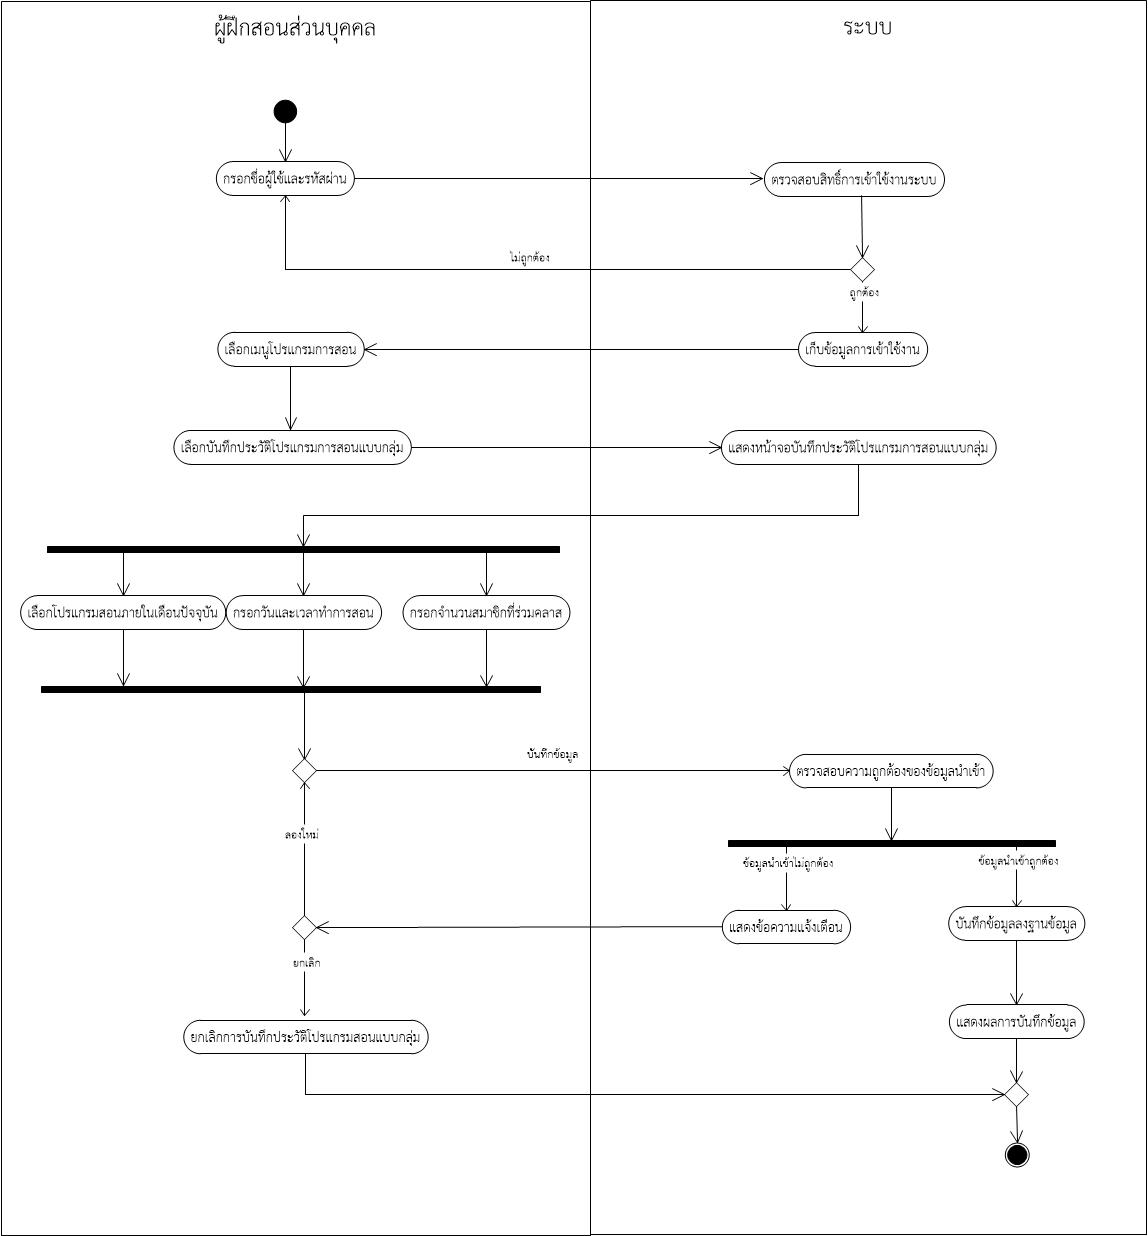 ผู้ฝึกสอนส่วนบุคคล
ระบบ
กรอกชื่อผู้ใช้และรหัสผ่าน
ตรวจสอบสิทธิ์การเข้าใช้งานระบบ
ไม่ถูกต้อง
ถูกต้อง
เลือกเมนูโปรแกรมการสอน
เก็บข้อมูลการเข้าใช้งาน
เลือกบันทึกประวัติโปรแกรมการสอนแบบกลุ่ม
แสดงหน้าจอบันทึกประวัติโปรแกรมการสอนแบบกลุ่ม
เลือกโปรแกรมสอนภายในเดือนปัจจุบัน
กรอกวันและเวลาทำการสอน
กรอกจำนวนสมาชิกที่ร่วมคลาส
บันทึกข้อมูล
ตรวจสอบความถูกต้องของข้อมูลนำเข้า
ลองใหม่
ข้อมูลนำเข้าไม่ถูกต้อง
ข้อมูลนำเข้าถูกต้อง
แสดงข้อความแจ้งเตือน
บันทึกข้อมูลลงฐานข้อมูล
ยกเลิก
แสดงผลการบันทึกข้อมูล
ยกเลิกการบันทึกประวัติโปรแกรมสอนแบบกลุ่ม